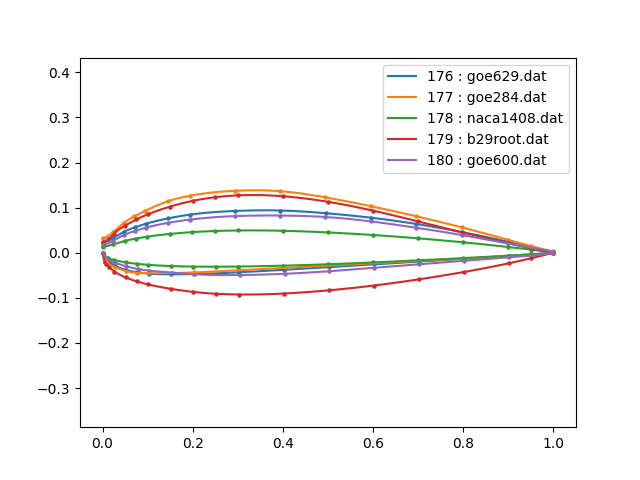 176 : goe629.dat
177 : goe284.dat
178 : naca1408.dat
179 : b29root.dat
180 : goe600.dat
0.4
0.3
0.2
0.1
0.0
−0.1
−0.2
−0.3
0.0 0.2 0.4 0.6 0.8 1.0